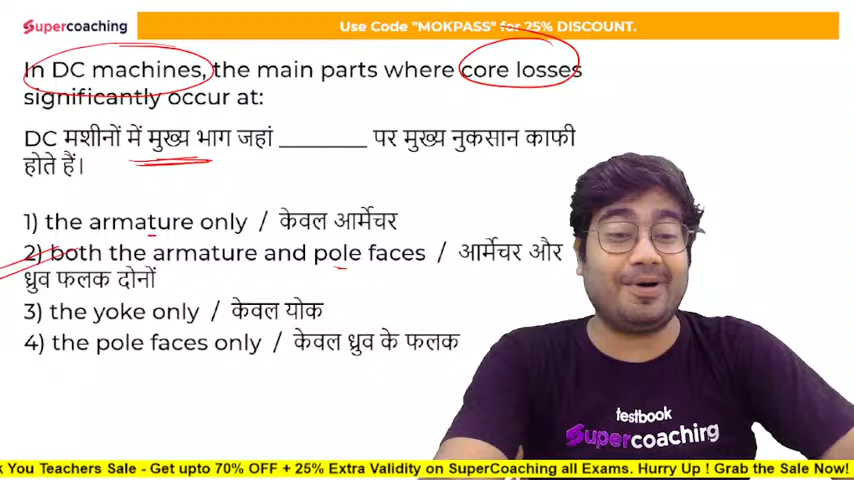 Supercoaching
Use Code "MOKPASS" for 25% DISCOUNT.
In DC machines, the main parts where core losses
significantly occur at:
DC मशीनों में मुख्य भाग जहां ________ पर मुख्य नुकसान काफी
होते हैं।
1) the armature only / केवल आर्मेचर
2) both the armature and pole faces / आर्मेचर और
ध्रुव फलक दोनों
3) the yoke only / केवल योक
4) the pole faces only / केवल ध्रुव के फलक
testbook
Supercoaching
k You Teachers Sale - Get upto 70% OFF + 25% Extra Validity on SuperCoaching all Exams. Hurry Up ! Grab the Sale Now!